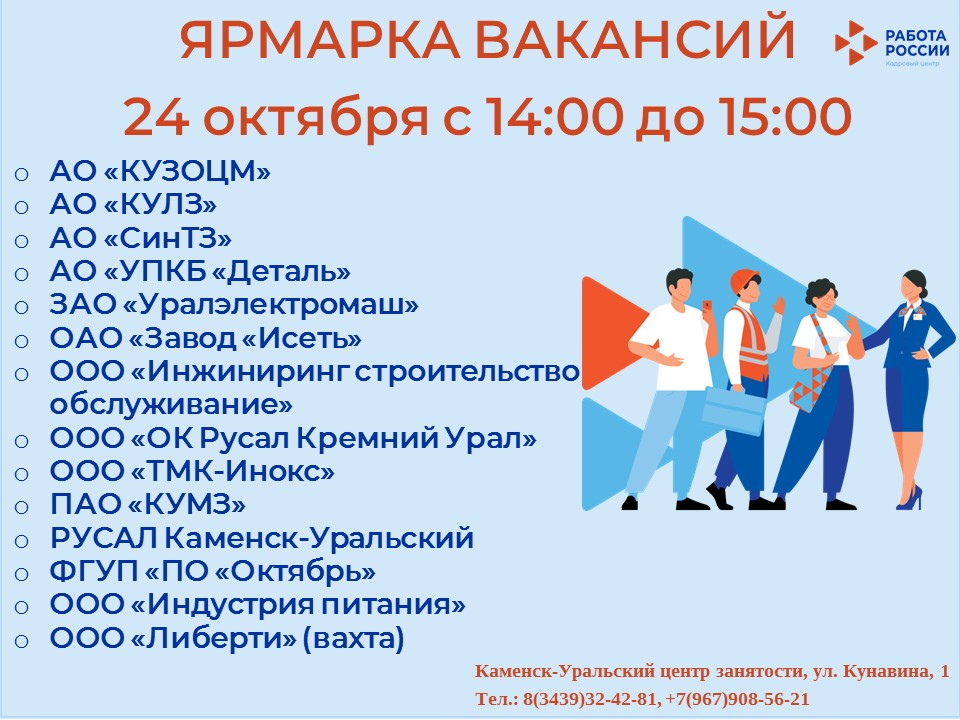 ЯРМАРКА ВАКАНСИЙ
РАБОТА
РОССИИ
Кадровый центр
24 октября с 14:00 до 15:00
o АО «КУЗОЦМ»
o АО «КУЛЗ»
o АО «СинТЗ»
o АО «УПКБ «Деталь»
o ЗАО «Уралэлектромаш»
o ОАО «Завод «Исеть»
o ООО «Инжиниринг строительство
обслуживание»
o ООО «ОК Русал Кремний Урал»
o ООО «ТМК-Инокс»
o ПАО «КУМЗ»
o РУСАЛ Каменск-Уральский
o ФГУП «ПО «Октябрь»
o ООО «Индустрия питания»
o ООО «Либерти» (вахта)
Каменск-Уральский центр занятости, ул. Кунавина, 1
Тел.: 8(3439)32-42-81, +7(967)908-56-21